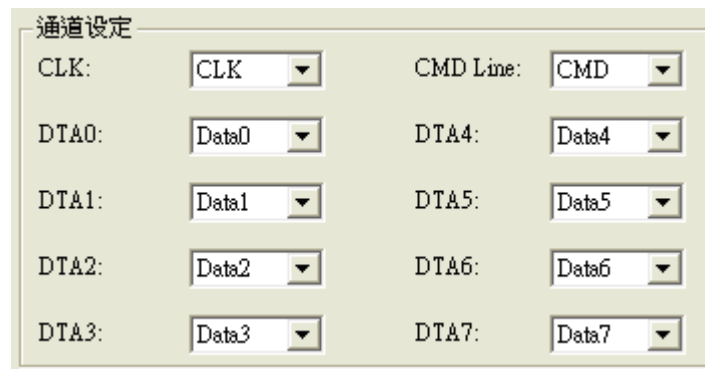 通道设定
CLK: CLK CMD Line: CMD
DTA0: Data0 DTA4: Data4
DTA1: Data1 DTA5: Data5
DTA2: Data2 DTA6: Data6
DTA3: Data3 DTA7: Data7